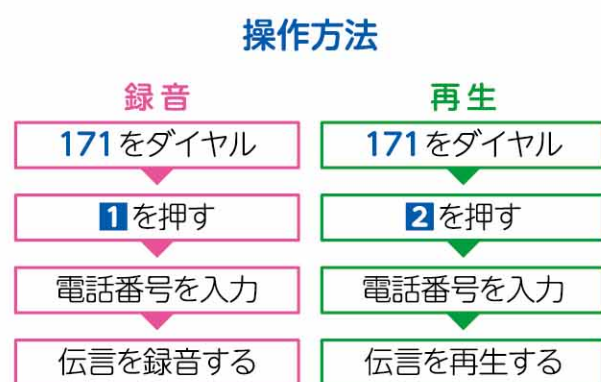 操作方法
録音
171をダイヤル
1を押す
電話番号を入力
伝言を録音する
再生
171をダイヤル
2を押す
電話番号を入力
伝言を再生する